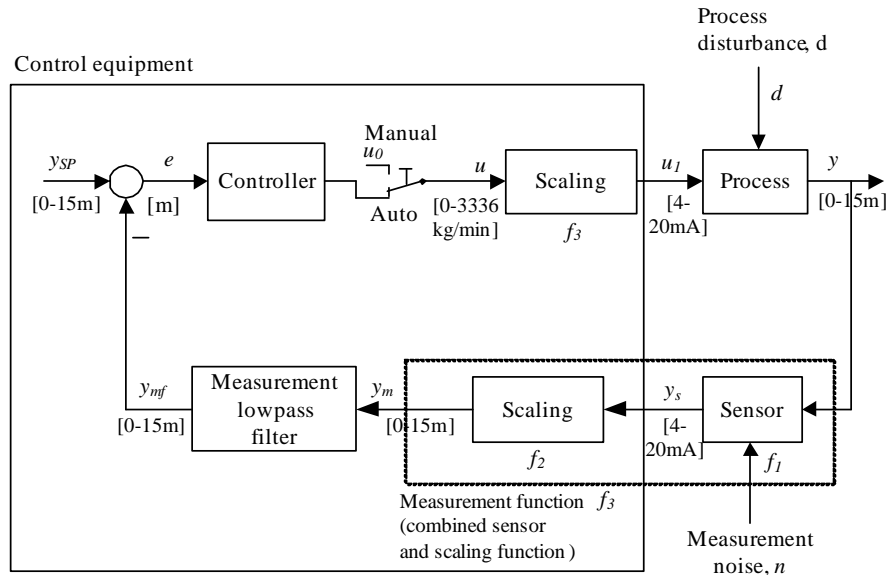 Process
disturbance, d
Control equipment
d
Manual
u0
ySP
e
Controller
u
Scaling
u1
Process
y
[0-15m]
[m]
Auto
[0-3336
kg/min]
f3
[4-
20mA]
[0-15m]
ymf
Measurement
lowpass
filter
ym
Scaling
ys
Sensor
[0-15m]
[0-15m]
[4-
20mA]
f2
f1
Measurement function f3
(combined sensor
and scaling function)
Measurement
noise, n